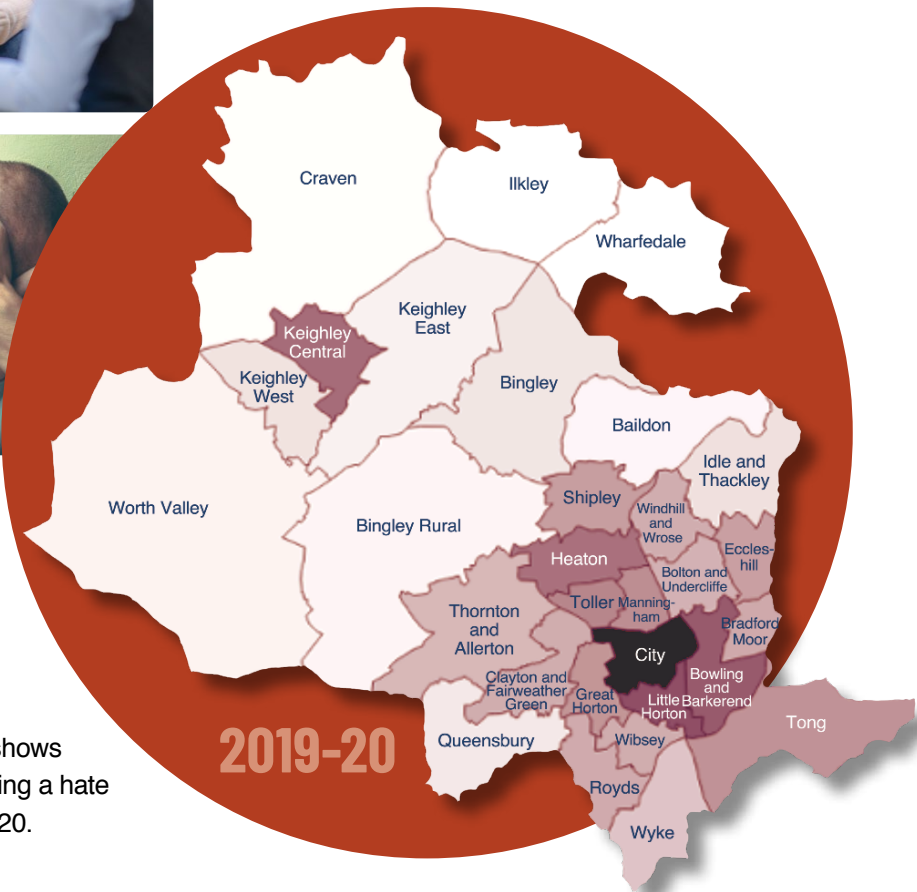 Craven
Ilkley
Wharfedale
Keighley
East
Keighley
Central
Keighley
West
Bingley
Baildon
Idle and
Thackley
Worth Valley
Bingley Rural
Shipley
Windhill
and
Wrose
Eccles-
hill
Heaton
Bolton and
Undercliffe
Toller
Manning-
ham
Thornton
and
Allerton
Bradford
Moor
City
Bowling
and
Barkerend
Clayton and
Fairweather
Green
Great
Horton
Little
Horton
Tong
Queensbury
Wibsey
Royds
Wyke
2019-20
shows
ing a hate
20.